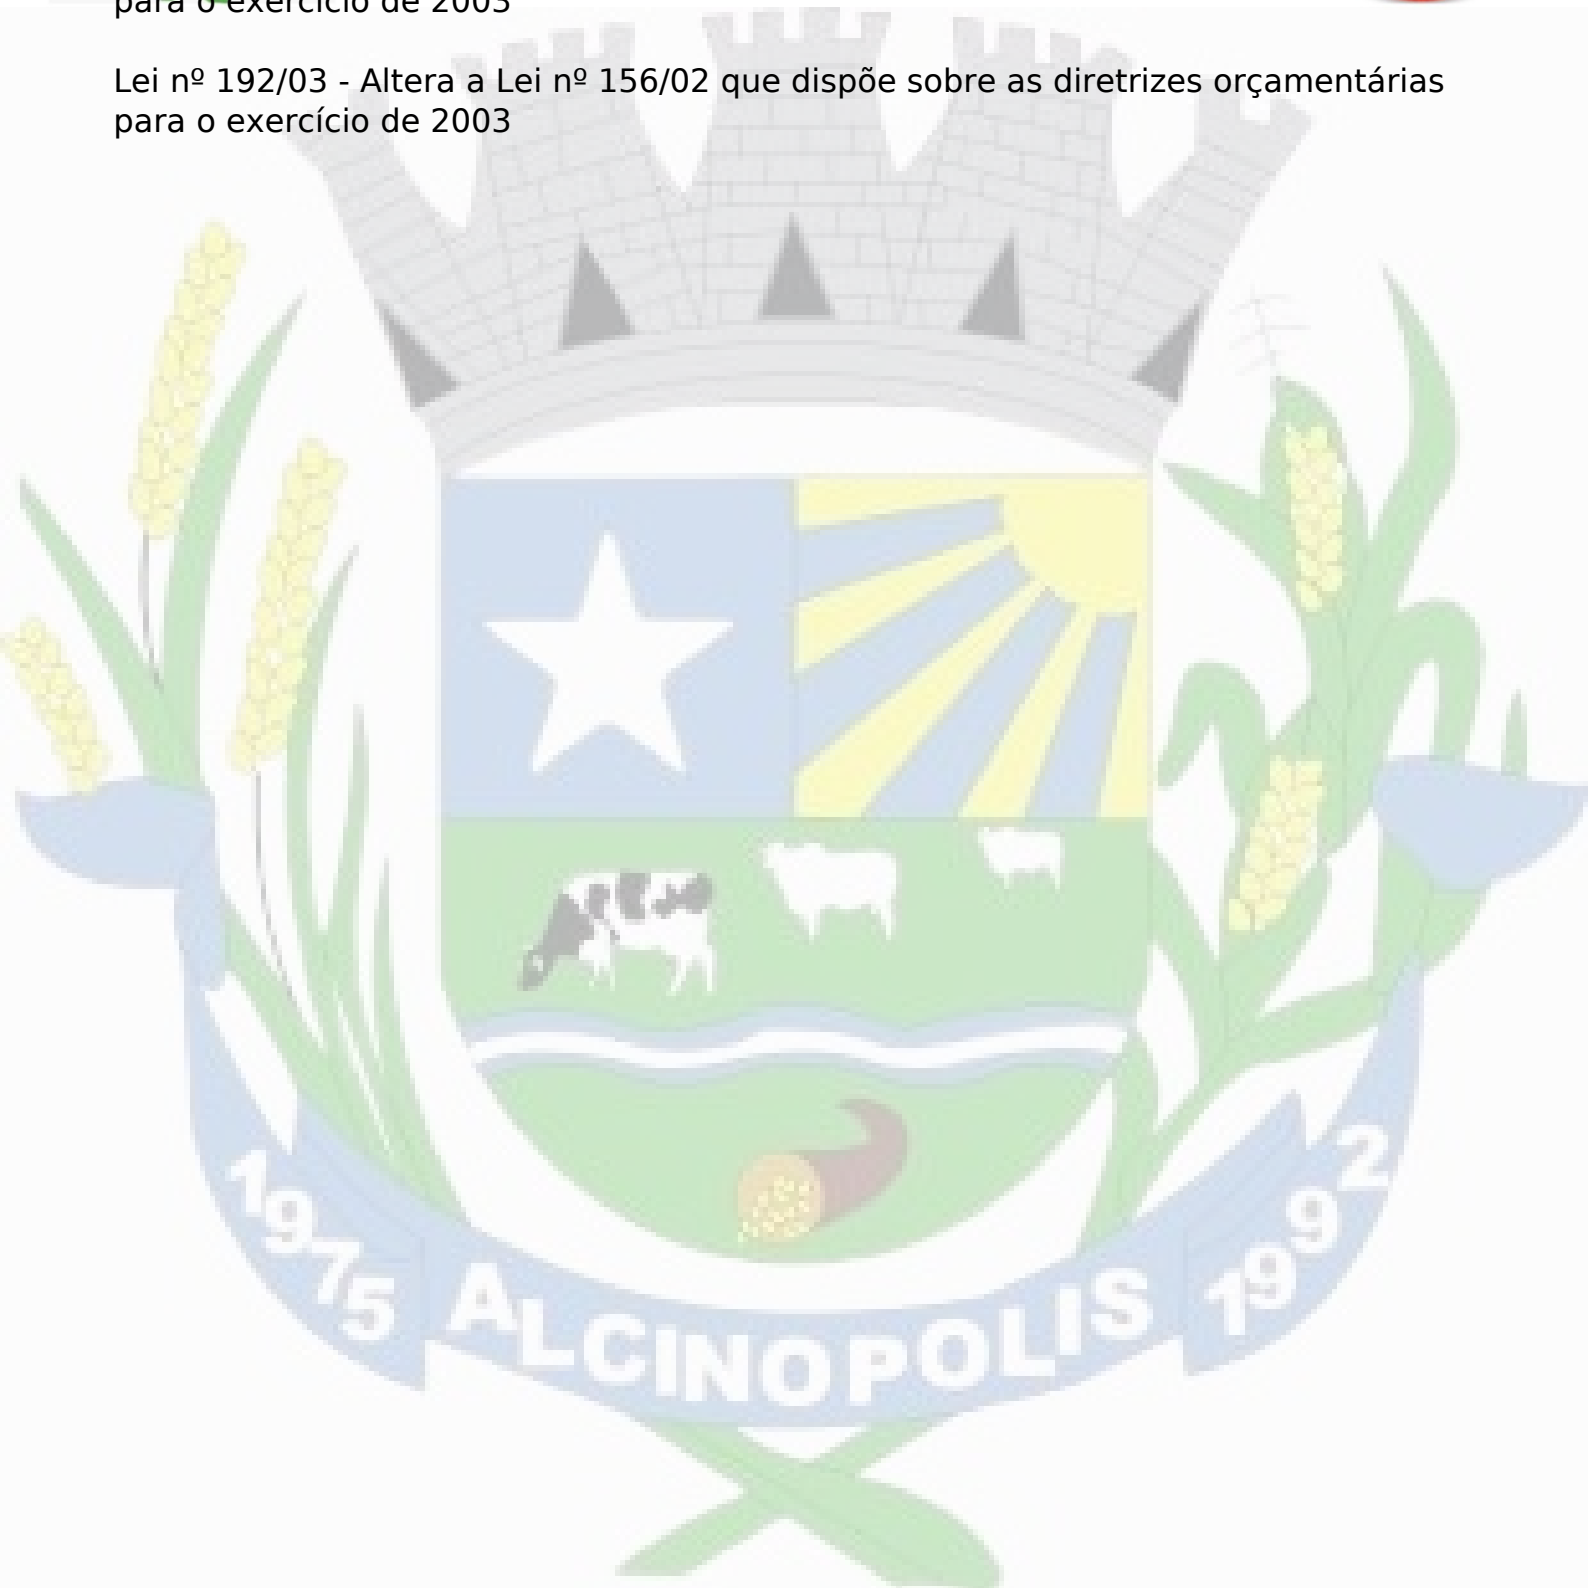 para o exercício de 2003
Lei nº 192/03 - Altera a Lei nº 156/02 que dispõe sobre as diretrizes orçamentárias
para o exercício de 2003
1975 ALCINOPOLIS 1992